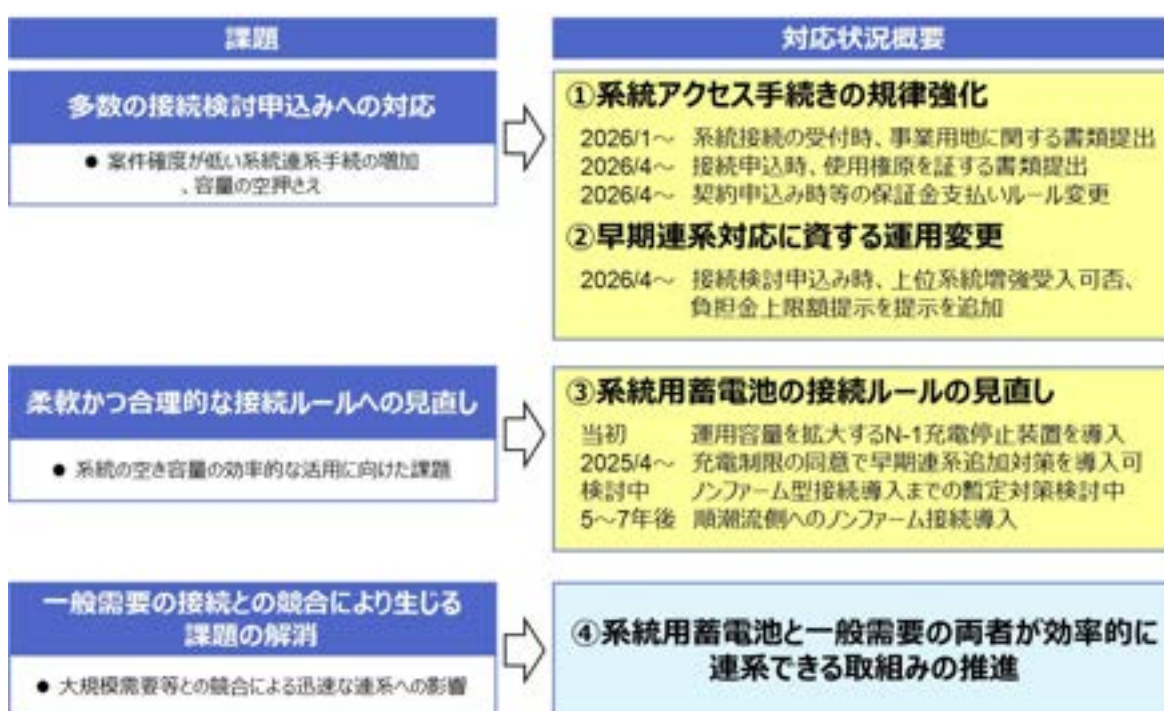 課題
多数の接続検討申込みへの対応
● 案件確度が低い系統連系手続の増加
、容量の空押さえ
対応状況概要
①系統アクセス手続きの規律強化
2026/1～ 系統接続の受付時、事業用地に関する書類提出
2026/4～ 接続申込時、使用権原を証する書類提出
2026/4～ 契約申込み時等の保証金支払いルール変更
②早期連系対応に資する運用変更
2026/4～ 接続検討申込み時、上位系統増強受入可否、
負担金上限額提示を提示を追加
柔軟かつ合理的な接続ルールへの見直し
● 系統の空き容量の効率的な活用に向けた課題
③系統用蓄電池の接続ルールの見直し
当初 運用容量を拡大するN-1充電停止装置を導入
2025/4～ 充電制限の同意で早期連系追加対策を導入可
検討中 ノンファーム型接続導入までの暫定対策検討中
5～7年後 順潮流側へのノンファーム接続導入
一般需要の接続との競合により生じる
課題の解消
● 大規模需要等との競合による迅速な連系への影響
④系統用蓄電池と一般需要の両者が効率的に
連系できる取組みの推進